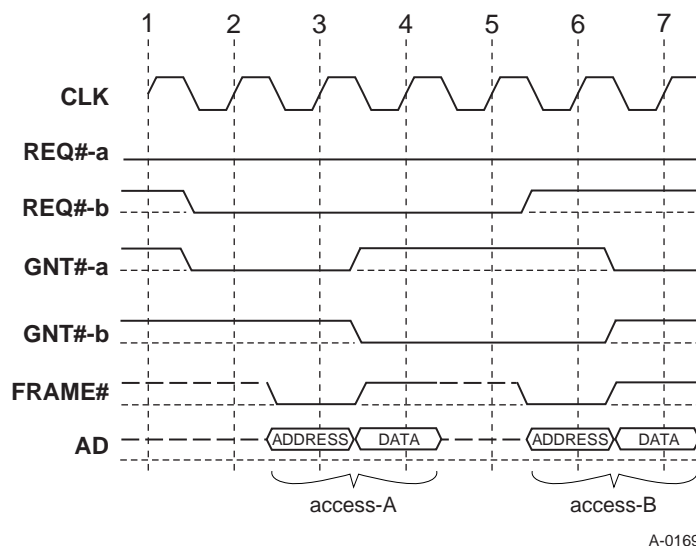 1 2 3 4 5 6 7
CLK
REQ#-a
REQ#-b
GNT#-a
GNT#-b
FRAME#
AD ADDRESS DATA ADDRESS DATA
access-A access-B
A-0169